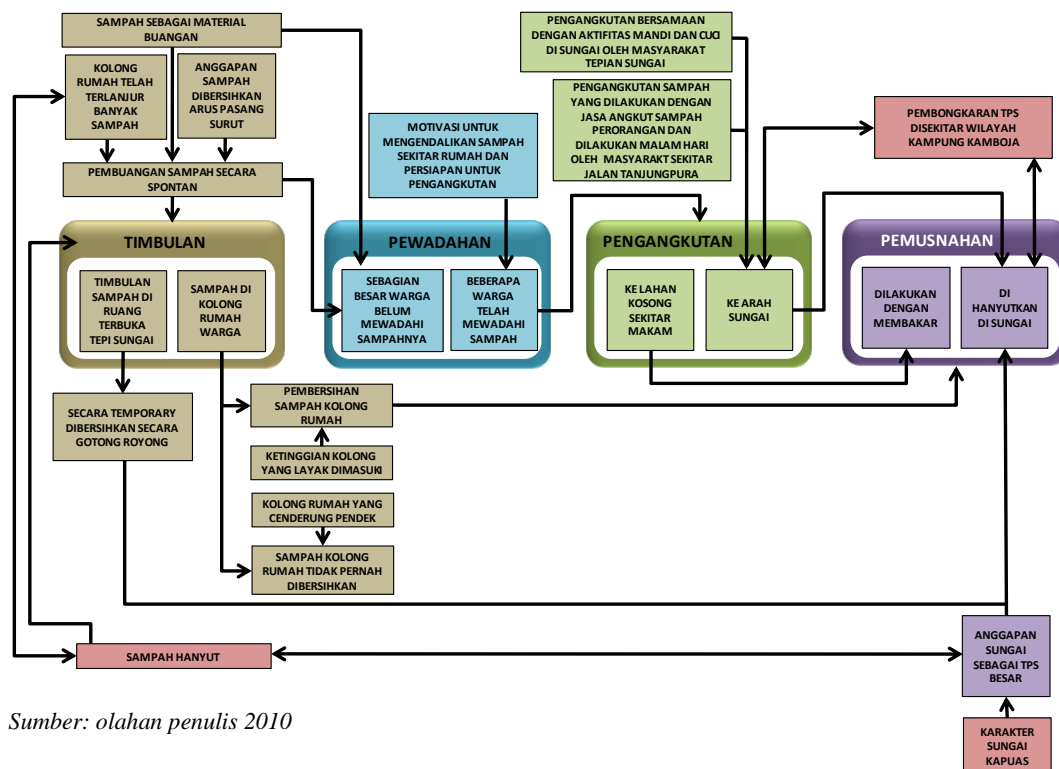 SAMPAH SEBAGAI MATERIAL
BUANGAN
KOLONG
RUMAH TELAH
TERLANJUR
BANYAK
SAMPAH
ANGGAPAN
SAMPAH
DIBERSIHKAN
ARUS PASANG
SURUT
PEMBUANGAN SAMPAH SECARA
SPONTAN
MOTIVASI UNTUK
MENGENDALIKAN SAMPAH
SEKITAR RUMAH DAN
PERSIAPAN UNTUK
PENGANGKUTAN
PENGANGKUTAN BERSAMAAN
DENGAN AKTIFITAS MANDI DAN CUCI
DI SUNGAI OLEH MASYARAKAT
TEPIAN SUNGAI
PENGANGKUTAN SAMPAH
YANG DILAKUKAN DENGAN
JASA ANGKUT SAMPAH
PERORANGAN DAN
DILAKUKAN MALAM HARI
OLEH MASYARAKT SEKITAR
JALAN TANJUNGPURA
PEMBONGKARAN TPS
DISEKITAR WILAYAH
KAMPUNG KAMBOJA
TIMBULAN
TIMBULAN
SAMPAH DI
RUANG
TERBUKA
TEPI SUNGAI
SAMPAH DI
KOLONG
RUMAH
WARGA
PEWADAHAN
SEBAGIAN
BESAR WARGA
BELUM
MEWADAHI
SAMPAHNYA
BEBERAPA
WARGA
TELAH
MEWADAHI
SAMPAH
PENGANGKUTAN
KE LAHAN
KOSONG
SEKITAR
MAKAM
KE ARAH
SUNGAI
PEMUSNAHAN
DILAKUKAN
DENGAN
MEMBAKAR
DI
HANYUTKAN
DI SUNGAI
SECARA TEMPORARY
DIBERSIHKAN SECARA
GOTONG ROYONG
PEMBERSIHAN
SAMPAH KOLONG
RUMAH
KETINGGIAN KOLONG
YANG LAYAK DIMASUKI
KOLONG RUMAH YANG
CENDERUNG PENDEK
SAMPAH KOLONG
RUMAH TIDAK PERNAH
DIBERSIHKAN
SAMPAH HANYUT
ANGGAPAN
SUNGAI
SEBAGAI TPS
BESAR
KARAKTER
SUNGAI
KAPUAS
Sumber: olahan penulis 2010